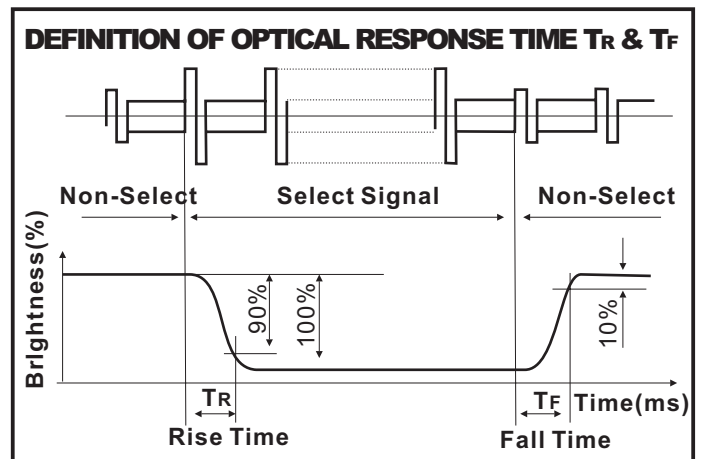 DEFINITION OF OPTICAL RESPONSE TIME TR & TF
Non-Select
Select Signal
Non-Select
BrIghtness(%)
90%
100%
10%
TR
TF
Time(ms)
Rise Time
Fall Time